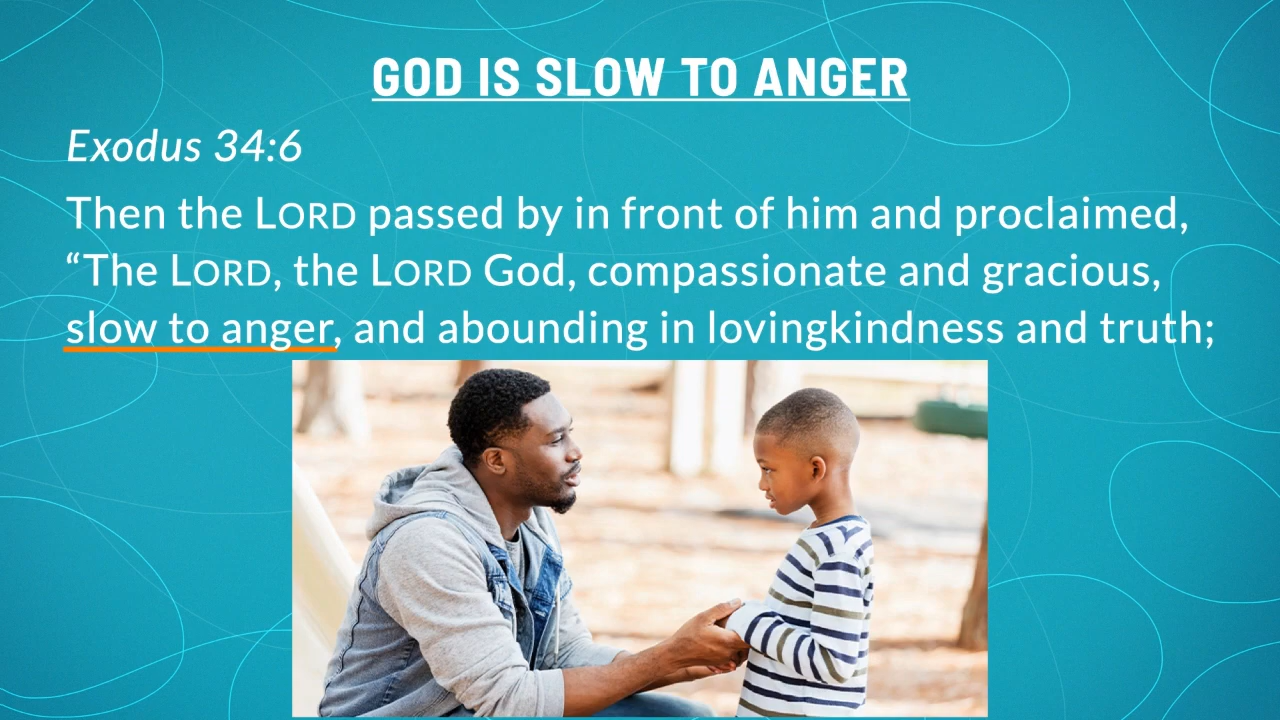 GOD IS SLOW TO ANGER
Exodus 34:6
Then the LORD passed by in front of him and proclaimed,
“The LORD, the LORD God, compassionate and gracious,
slow to anger, and abounding in lovingkindness and truth;